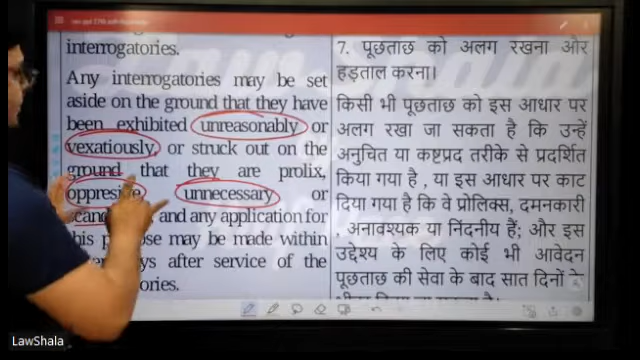 interrogatories.
Any interrogatories may be set
aside on the ground that they have
been exhibited unreasonably or
vexatiously, or struck out on the
ground that they are prolix,
oppresive unnecessary or
and any application for
may be made within
after service of the
7. पूछताछ को अलग रखना और
हड़ताल करना।
किसी भी पूछताछ को इस आधार पर
अलग रखा जा सकता है कि उन्हें
अनुचित या कष्टप्रद तरीके से प्रदर्शित
किया गया है , या इस आधार पर काट
दिया गया है कि वे प्रोलिक्स, दमनकारी
, अनावश्यक या निंदनीय हैं; और इस
उद्देश्य के लिए कोई भी आवेदन
पूछताछ की सेवा के बाद सात दिनों के
LawShala